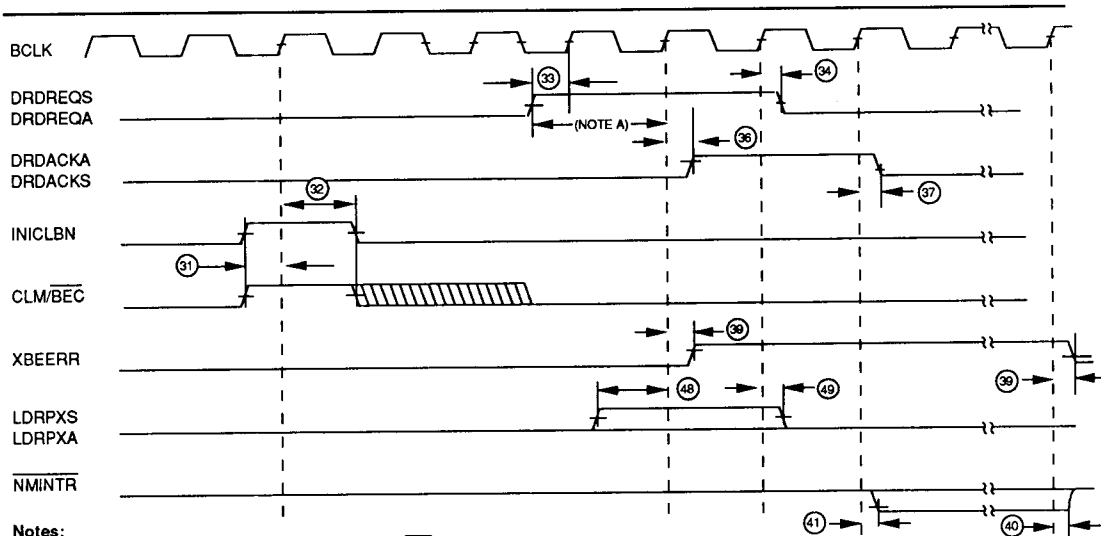 BCLK
33
34
DRDREQS
DRDREQA
(NOTE A)
36
DRDACKA
DRDACKS
32
37
INICLBN
31
CLM/BEC
XBEERR
39
39
48
49
LDRPXS
LDRPXA
NMINTR
41
40
Notes: